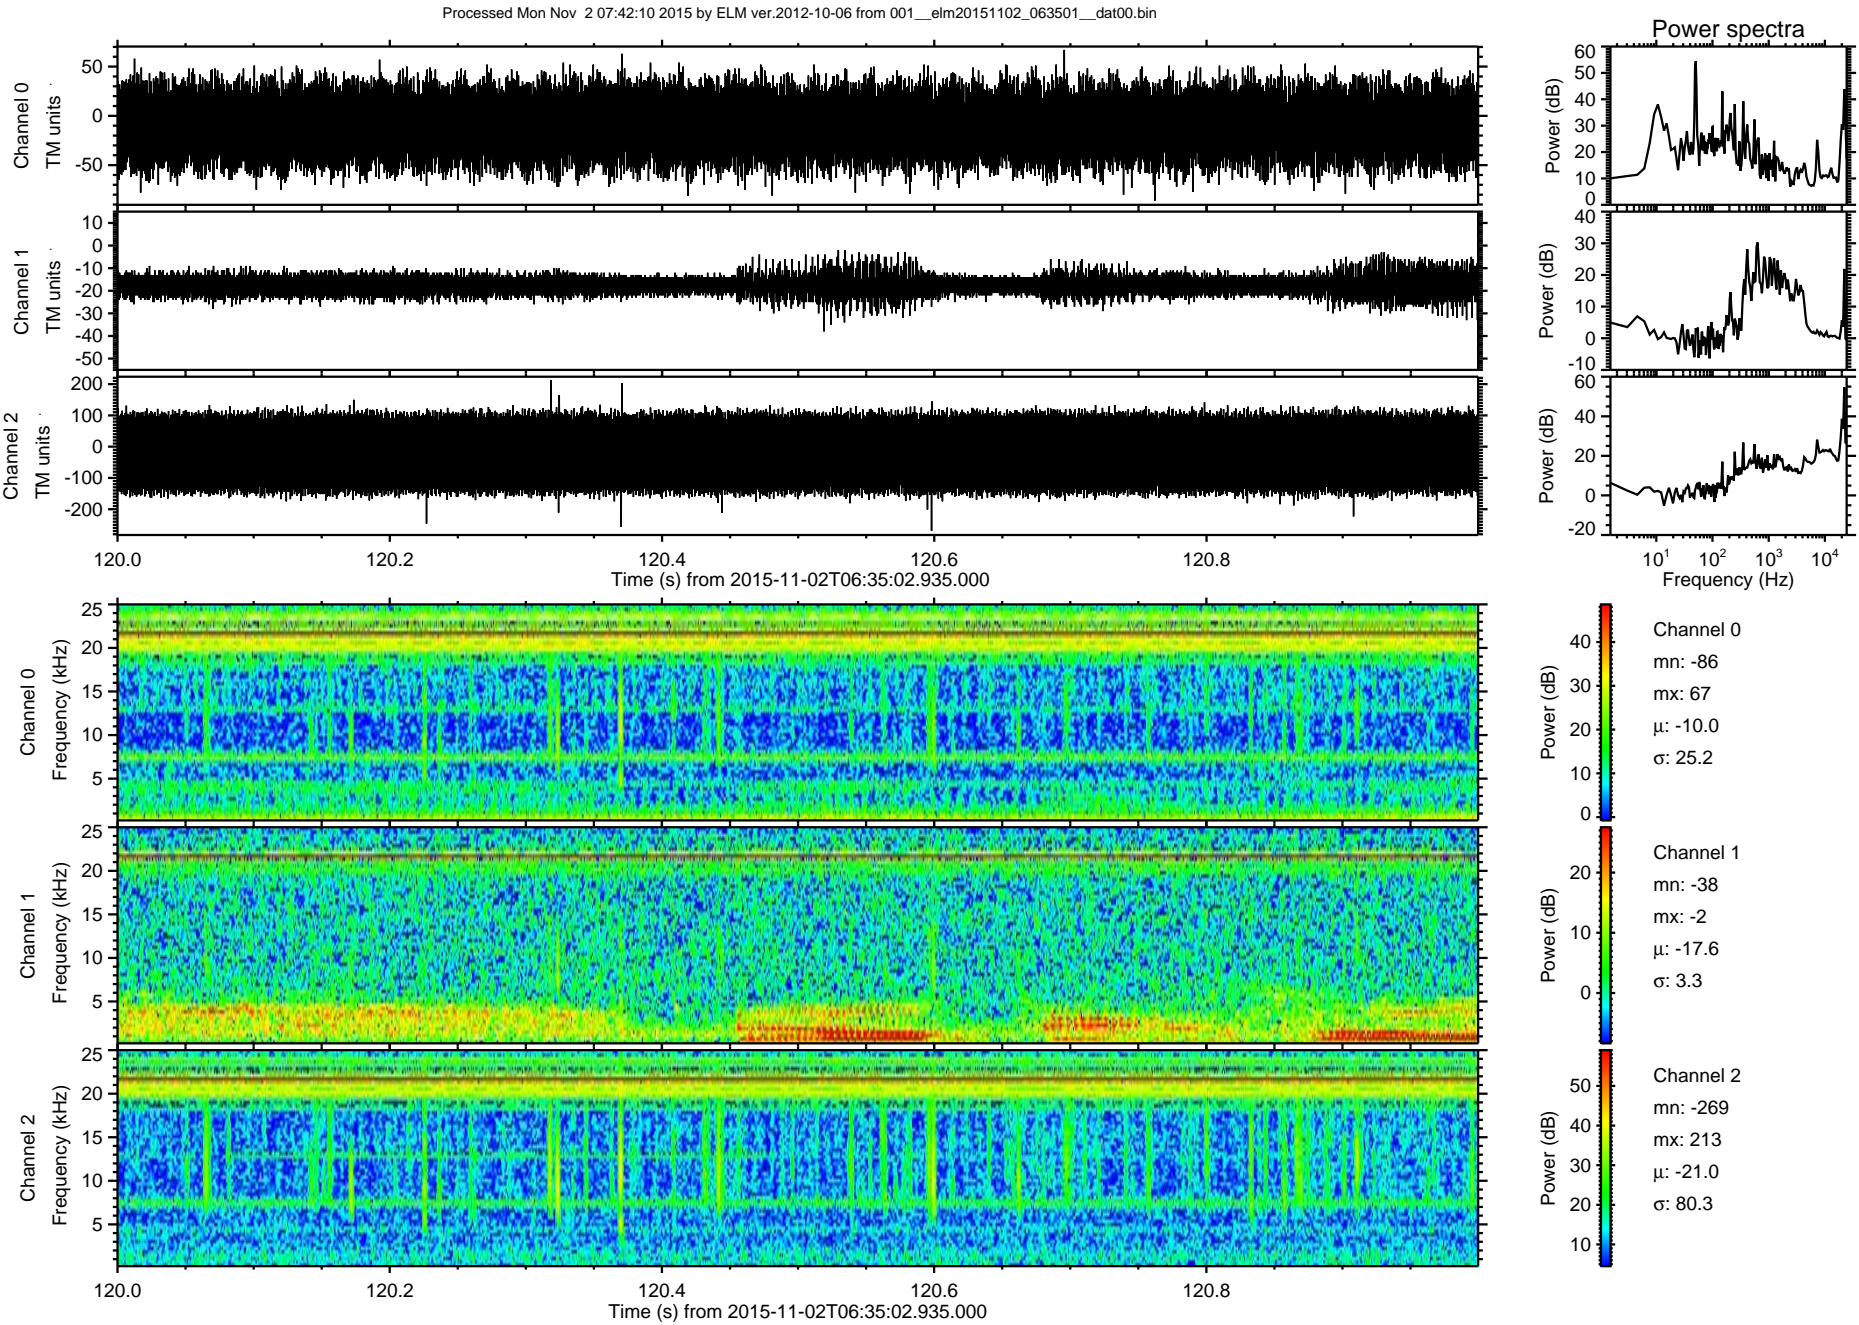 Processed Mon Nov  2 07:42:10 2015 by ELM ver.2012-10-06 from 001__elm20151102_063501__dat00.bin
Power spectra
Channel 0
TM units
50
0
-50
Power (dB)
60
50
40
30
20
10
0
Channel 1
TM units
10
0
-10
-20
-30
-40
-50
Power (dB)
40
30
20
10
0
-10
Channel 2
TM units
200
100
0
-100
-200
Power (dB)
60
40
20
0
-20
120.0 120.2 120.4 120.6 120.8
Time (s) from 2015-11-02T06:35:02.935.000
10¹ 10² 10³ 10⁴
Frequency (Hz)
Channel 0
Frequency (kHz)
25
20
15
10
5
Power (dB)
40
30
20
10
0
Channel 0
mn: -86
mx: 67
μ: -10.0
σ: 25.2
Channel 1
Frequency (kHz)
25
20
15
10
5
Power (dB)
20
10
0
Channel 1
mn: -38
mx: -2
μ: -17.6
σ: 3.3
Channel 2
Frequency (kHz)
25
20
15
10
5
Power (dB)
50
40
30
20
10
Channel 2
mn: -269
mx: 213
μ: -21.0
σ: 80.3
120.0 120.2 120.4 120.6 120.8
Time (s) from 2015-11-02T06:35:02.935.000